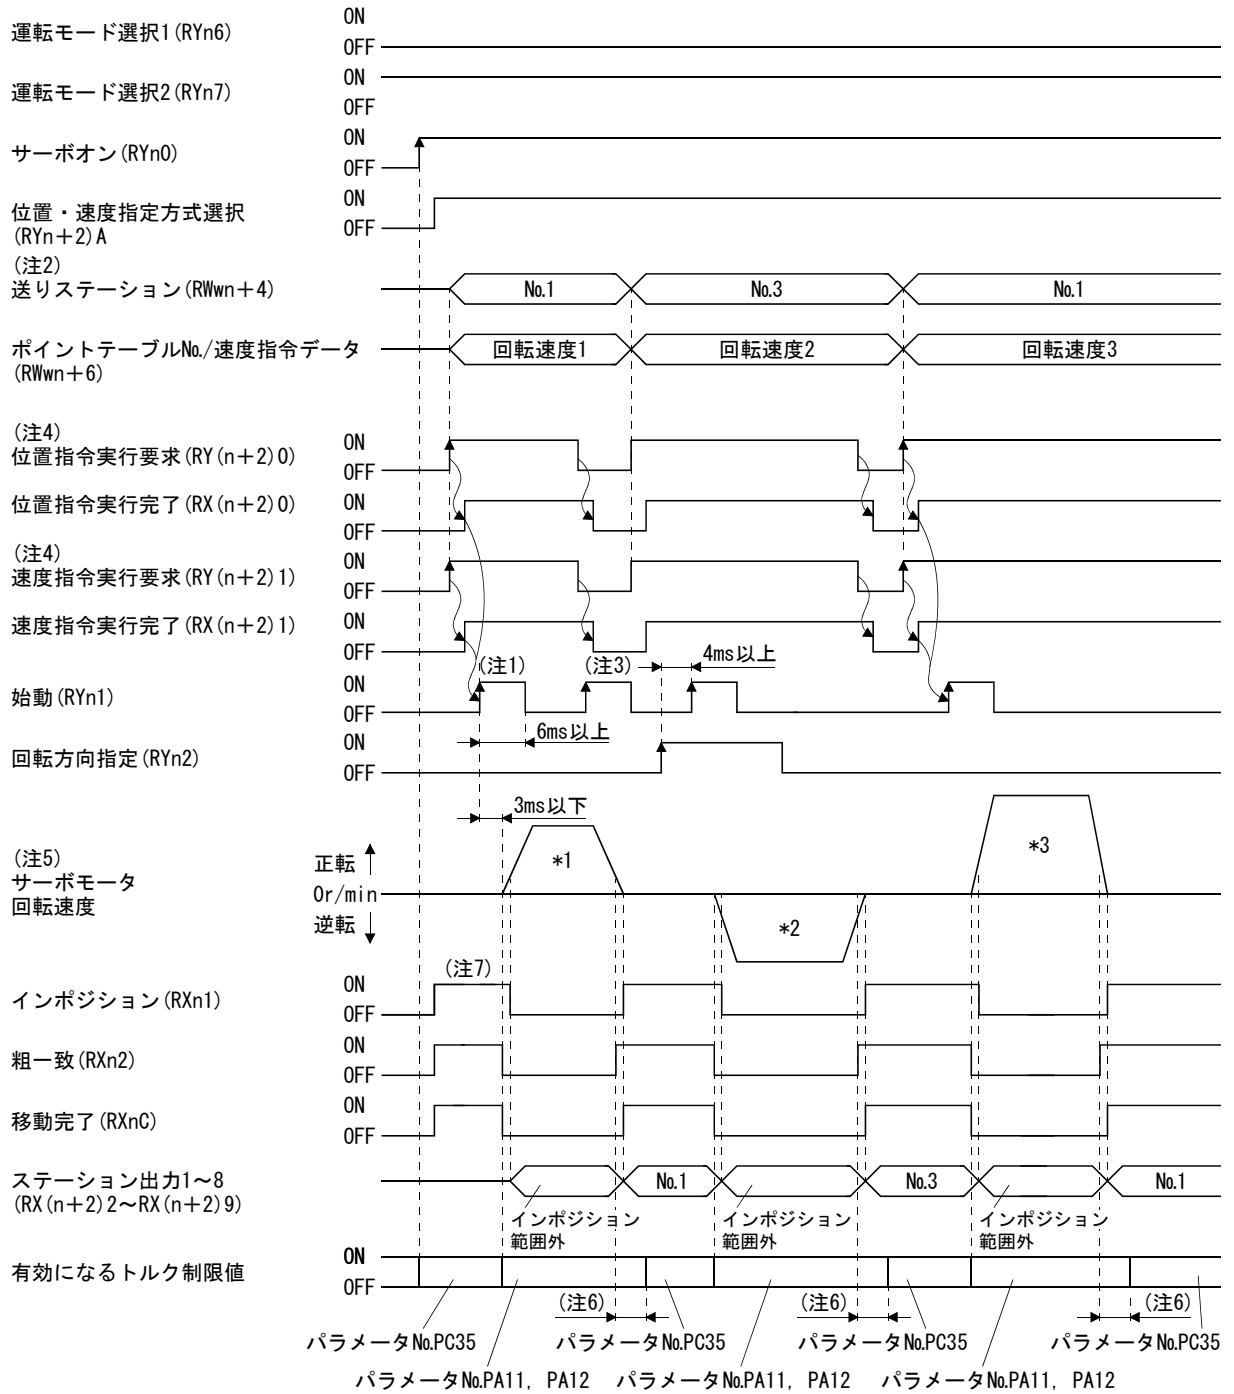 ON
運転モード選択1(RYn6)
OFF
ON
運転モード選択2(RYn7)
OFF
ON
サーボオン(RYn0)
OFF
ON
位置・速度指定方式選択
(RYn+2)A
OFF
(注2)
送りステーション(RWwn+4)
No.1
No.3
No.1
ポイントテーブルNo./速度指令データ
(RWwn+6)
回転速度1
回転速度2
回転速度3
(注4)
位置指令実行要求(RY(n+2)0)
ON
OFF
位置指令実行完了(RX(n+2)0)
ON
OFF
(注4)
速度指令実行要求(RY(n+2)1)
ON
OFF
速度指令実行完了(RX(n+2)1)
ON
OFF
(注1)
(注3)
4ms以上
始動(RYn1)
ON
OFF
6ms以上
回転方向指定(RYn2)
ON
OFF
3ms以下
(注5)
サーボモータ
回転速度
正転
0r/min
逆転
*1
*2
*3
(注7)
インポジション(RXn1)
ON
OFF
粗一致(RXn2)
ON
OFF
移動完了(RXnC)
ON
OFF
ステーション出力1~8
(RX(n+2)2~RX(n+2)9)
No.1
No.3
No.1
インポジション
範囲外
インポジション
範囲外
インポジション
範囲外
有効になるトルク制限値
ON
OFF
(注6)
(注6)
(注6)
パラメータNo.PC35
パラメータNo.PC35
パラメータNo.PC35
パラメータNo.PC35
パラメータNo.PA11, PA12
パラメータNo.PA11, PA12
パラメータNo.PA11, PA12